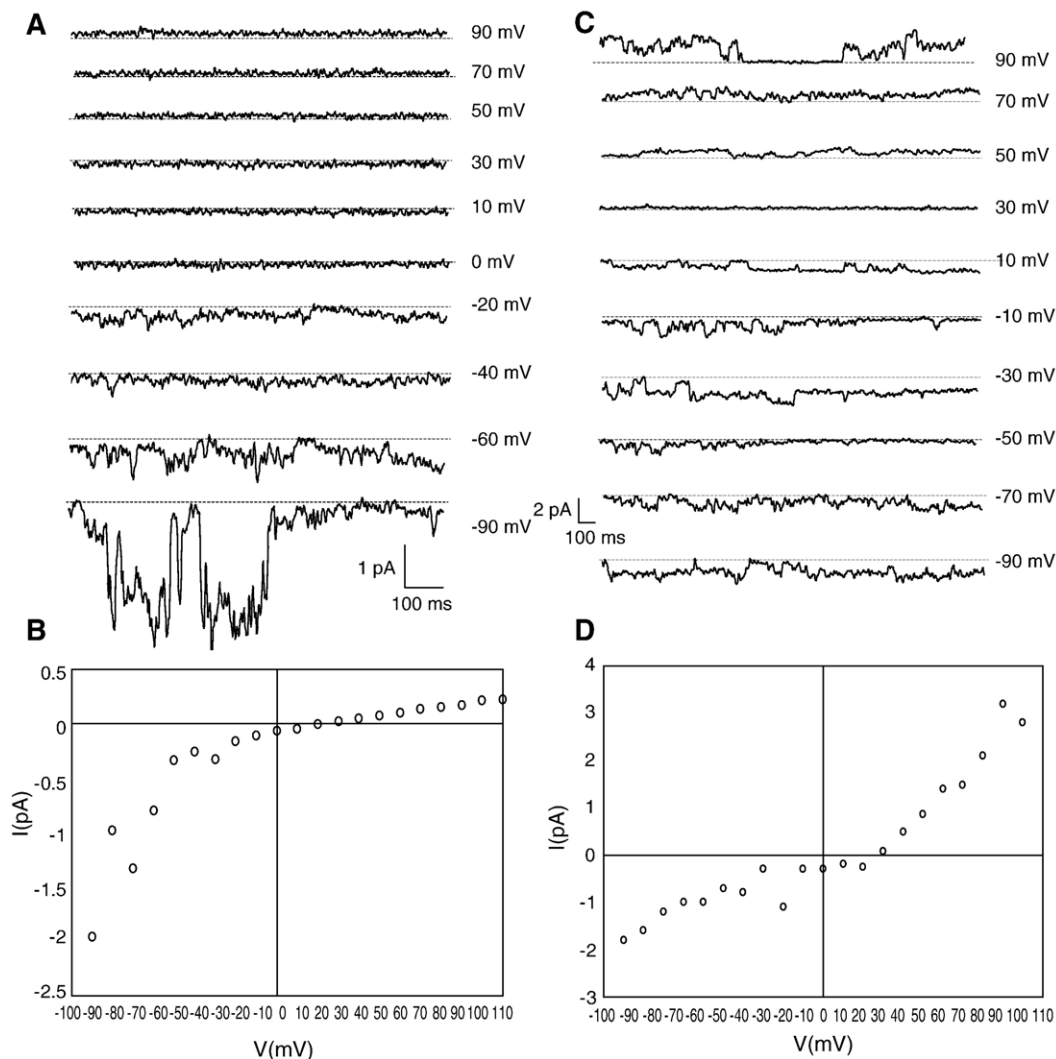 A
90 mV
70 mV
50 mV
30 mV
10 mV
0 mV
-20 mV
-40 mV
-60 mV
-90 mV
1 pA
100 ms
C
90 mV
70 mV
50 mV
30 mV
10 mV
-10 mV
-30 mV
-50 mV
-70 mV
-90 mV
2 pA
100 ms
B
0.5
0
-0.5
-1
-1.5
-2
-2.5
I(pA)
-100 -90 -80 -70 -60 -50 -40 -30 -20 -10 0 10 20 30 40 50 60 70 80 90 100 110
V(mV)
D
4
3
2
1
0
-1
-2
-3
I(pA)
-100 -90 -80 -70 -60 -50 -40 -30 -20 -10 0 10 20 30 40 50 60 70 80 90 100 110
V(mV)